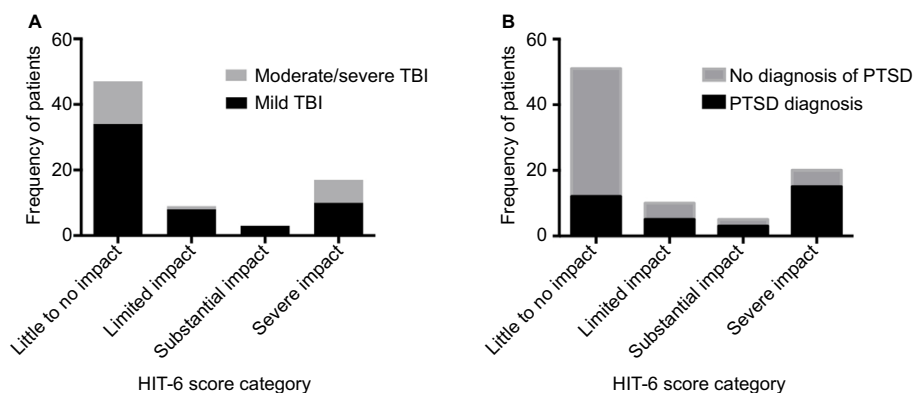 A
Frequency of patients
60
40
20
0
Moderate/severe TBI
Mild TBI
Little to no impact
Limited impact
Substantial impact
Severe impact
HIT-6 score category
B
Frequency of patients
60
40
20
0
No diagnosis of PTSD
PTSD diagnosis
Little to no impact
Limited impact
Substantial impact
Severe impact
HIT-6 score category